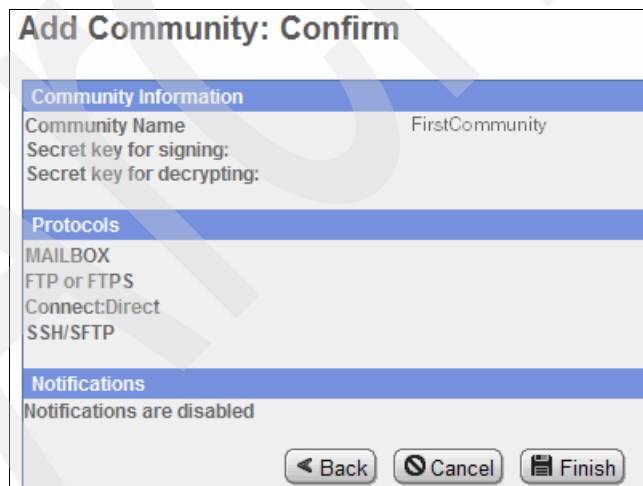 Add Community: Confirm
Community Information
Community Name FirstCommunity
Secret key for signing:
Secret key for decrypting:
Protocols
MAILBOX
FTP or FTPS
Connect:Direct
SSH/SFTP
Notifications
Notifications are disabled
Back Cancel Finish